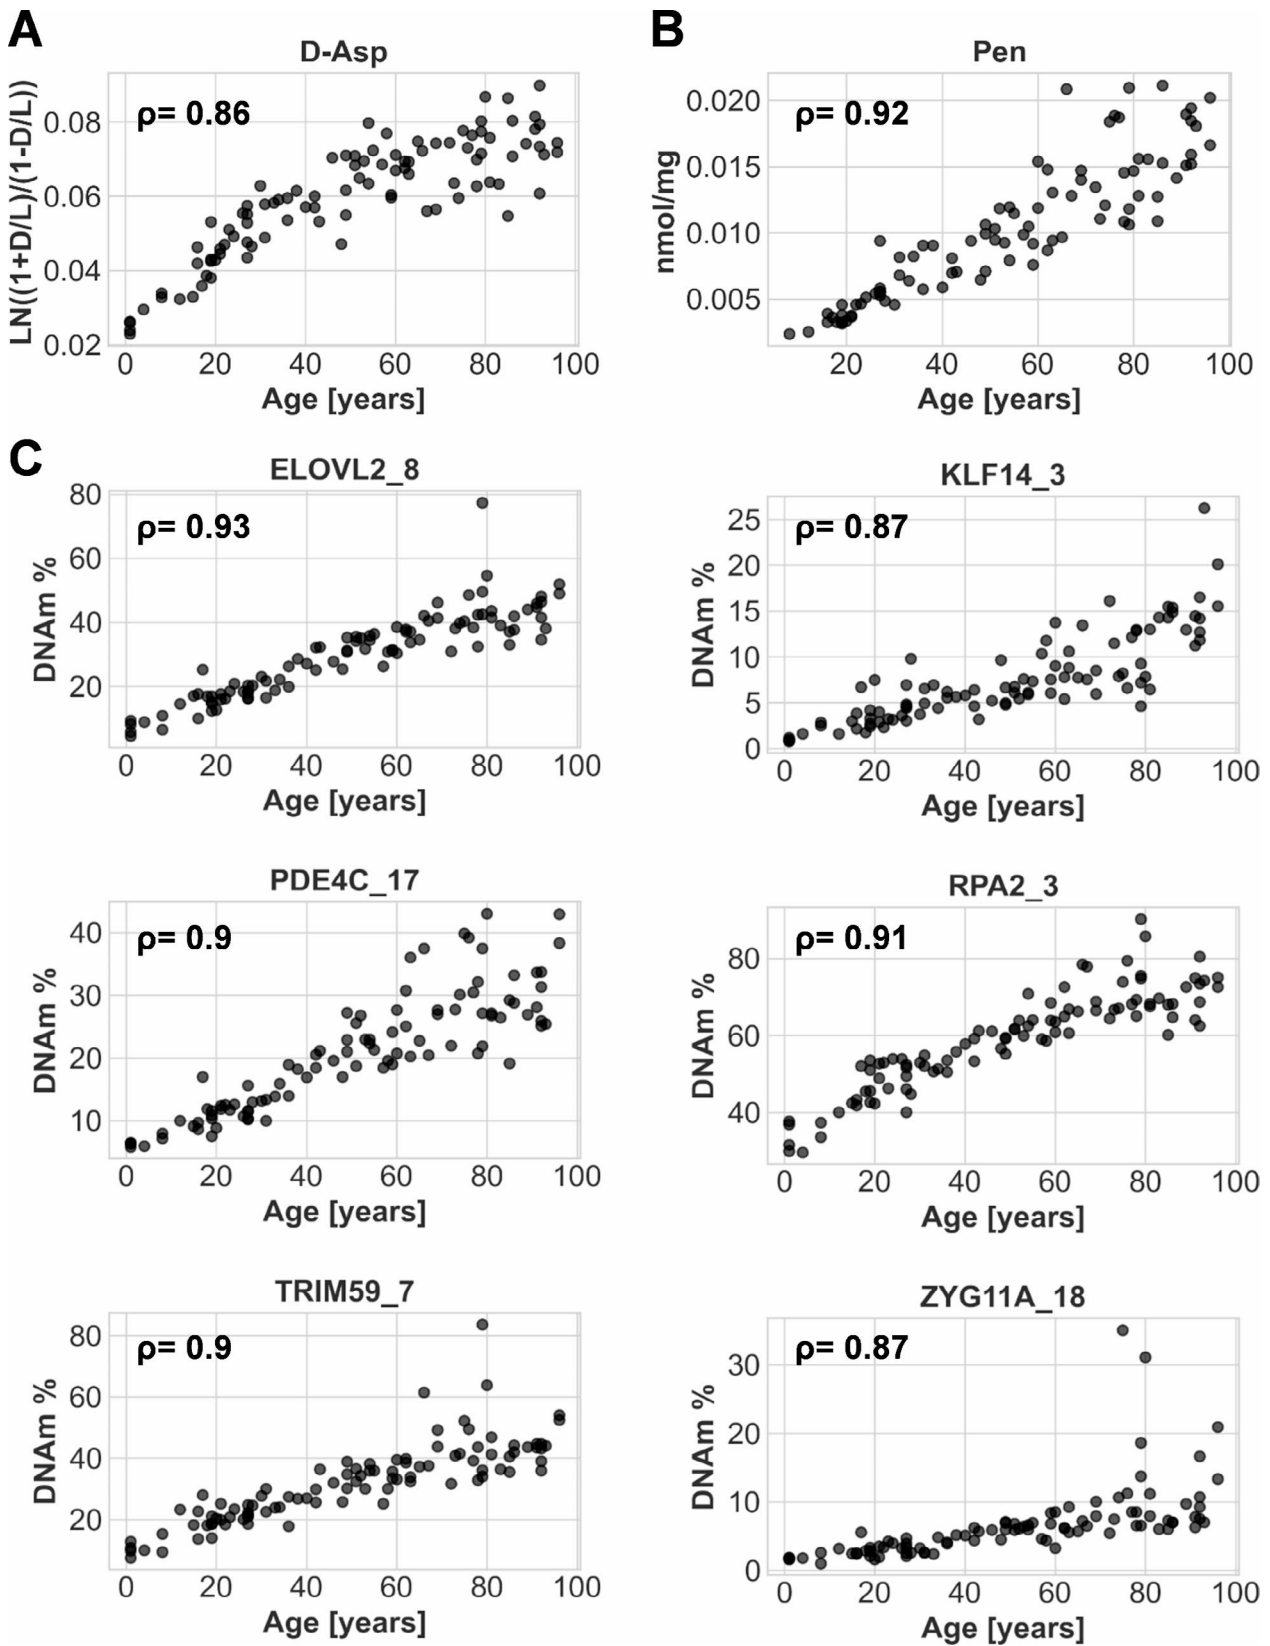 A
D-Asp
ρ= 0.86
LN((1+D/L)/(1-D/L))
0.08
0.06
0.04
0.02
0 20 40 60 80 100
Age [years]
B
Pen
ρ= 0.92
nmol/mg
0.020
0.015
0.010
0.005
20 40 60 80 100
Age [years]
C
ELOVL2_8
ρ= 0.93
DNAm %
80
60
40
20
0 20 40 60 80 100
Age [years]
KLF14_3
ρ= 0.87
DNAm %
25
20
15
10
5
0
0 20 40 60 80 100
Age [years]
PDE4C_17
ρ= 0.9
DNAm %
40
30
20
10
0 20 40 60 80 100
Age [years]
RPA2_3
ρ= 0.91
DNAm %
80
60
40
0 20 40 60 80 100
Age [years]
TRIM59_7
ρ= 0.9
DNAm %
80
60
40
20
0 20 40 60 80 100
Age [years]
ZYG11A_18
ρ= 0.87
DNAm %
30
20
10
0
0 20 40 60 80 100
Age [years]